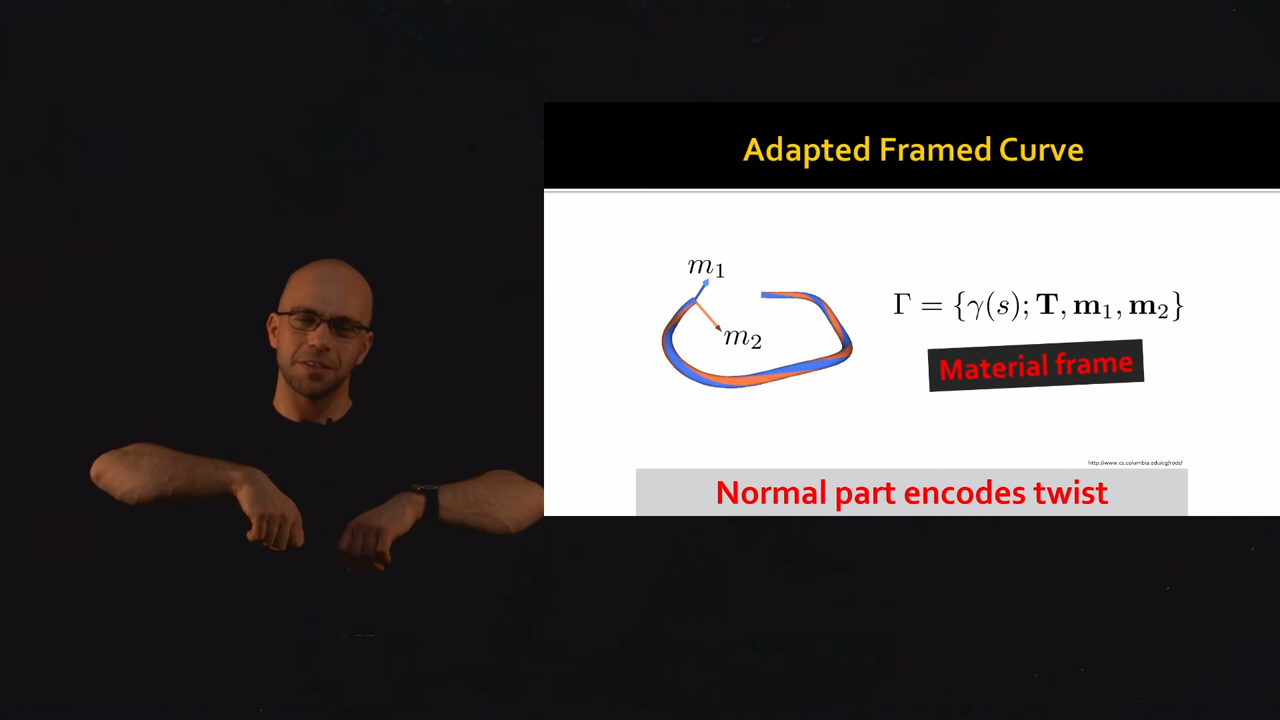 Adapted Framed Curve
m₁
m₂
Γ = {γ(s); T, m₁, m₂}
Material frame
http://www.cs.columbia.edu/cg/rods/
Normal part encodes twist